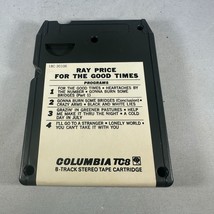 RAY PRICE
FOR THE GOOD TIMES
PROGRAMS
1 FOR THE GOOD TIMES • HEARTACHES BY
THE NUMBER • GONNA BURN SOME
BRIDGES (Part 1)
2 GONNA BURN SOME BRIDGES (Conclusion)
CRAZY ARMS • BLACK AND WHITE LIES
3 GRAZIN' IN GREENER PASTURES • HELP
ME MAKE IT THRU THE NIGHT • A COLD
DAY IN JULY
4 I'LL GO TO A STRANGER • LONELY WORLD
• YOU CAN'T TAKE IT WITH YOU
COLUMBIA TC8
8-TRACK STEREO TAPE CARTRIDGE